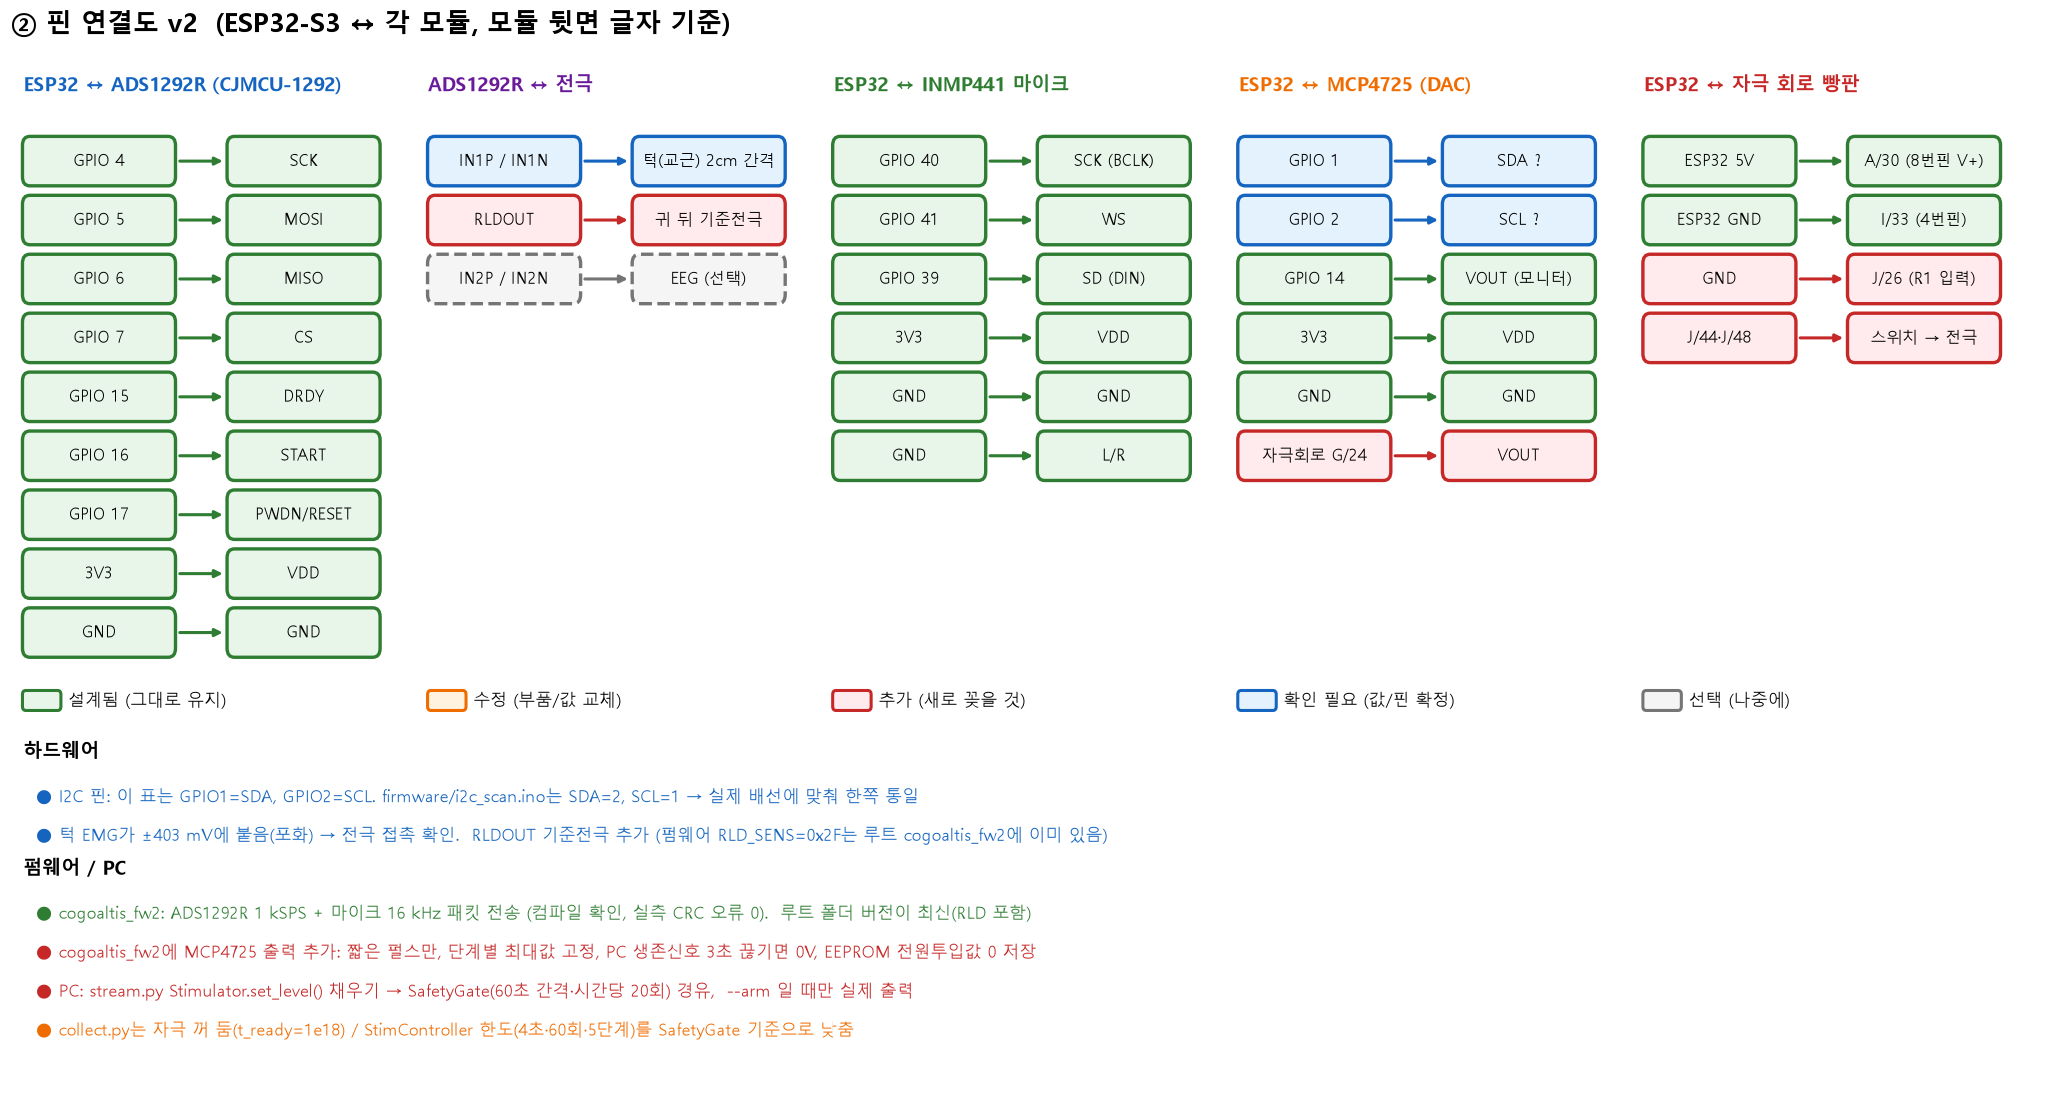 ② 핀 연결도 v2 (ESP32-S3 ↔ 각 모듈, 모듈 뒷면 글자 기준)
ESP32 ↔ ADS1292R (CJMCU-1292)
GPIO 4 → SCK
GPIO 5 → MOSI
GPIO 6 → MISO
GPIO 7 → CS
GPIO 15 → DRDY
GPIO 16 → START
GPIO 17 → PWDN/RESET
3V3 → VDD
GND → GND
ADS1292R ↔ 전극
IN1P / IN1N → 턱(교근) 2cm 간격
RLDOUT → 귀 뒤 기준전극
IN2P / IN2N → EEG (선택)
ESP32 ↔ INMP441 마이크
GPIO 40 → SCK (BCLK)
GPIO 41 → WS
GPIO 39 → SD (DIN)
3V3 → VDD
GND → GND
GND → L/R
ESP32 ↔ MCP4725 (DAC)
GPIO 1 → SDA ?
GPIO 2 → SCL ?
GPIO 14 → VOUT (모니터)
3V3 → VDD
GND → GND
자극회로 G/24 → VOUT
ESP32 ↔ 자극 회로 빵판
ESP32 5V → A/30 (8번핀 V+)
ESP32 GND → I/33 (4번핀)
GND → J/26 (R1 입력)
J/44·J/48 → 스위치 → 전극
설계됨 (그대로 유지)
수정 (부품/값 교체)
추가 (새로 꽂을 것)
확인 필요 (값/핀 확정)
선택 (나중에)
하드웨어
● I2C 핀: 이 표는 GPIO1=SDA, GPIO2=SCL. firmware/i2c_scan.ino는 SDA=2, SCL=1 → 실제 배선에 맞춰 한쪽 통일
● 턱 EMG가 ±403 mV에 붙음(포화) → 전극 접촉 확인. RLDOUT 기준전극 추가 (펌웨어 RLD_SENS=0x2F는 루트 cogoaltis_fw2에 이미 있음)
펌웨어 / PC
● cogoaltis_fw2: ADS1292R 1 kSPS + 마이크 16 kHz 패킷 전송 (컴파일 확인, 실측 CRC 오류 0). 루트 폴더 버전이 최신(RLD 포함)
● cogoaltis_fw2에 MCP4725 출력 추가: 짧은 펄스만, 단계별 최대값 고정, PC 생존신호 3초 끊기면 0V, EEPROM 전원투입값 0 저장
● PC: stream.py Stimulator.set_level() 채우기 → SafetyGate(60초 간격·시간당 20회) 경유, --arm 일 때만 실제 출력
● collect.py는 자극 꺼 둠(t_ready=1e18) / StimController 한도(4초·60회·5단계)를 SafetyGate 기준으로 낮춤